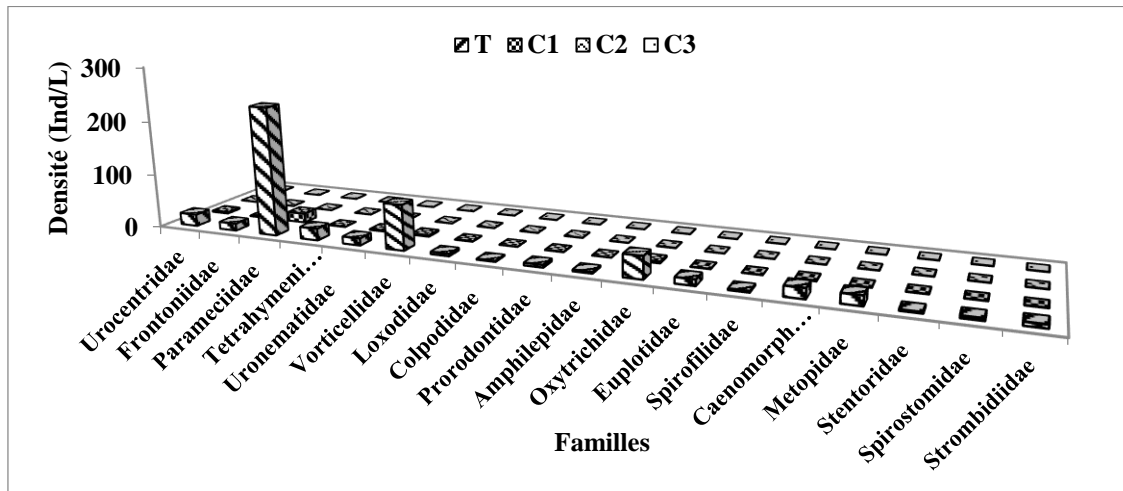 T C1 C2 C3
Densité (Ind/L)
300
200
100
0
Urocentridae
Frontoniidae
Parameciidae
Tetrahymeni…
Uronematidae
Vorticellidae
Loxodidae
Colpodidae
Prorodontidae
Amphilepidae
Oxytrichidae
Euplotidae
Spirofilidae
Caenomorph…
Metopidae
Stentoridae
Spirostomidae
Strombidiidae
Familles